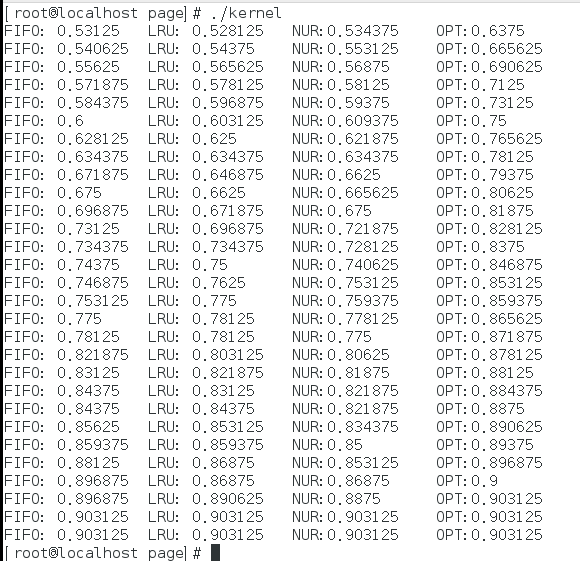 [root@localhost page]# ./kernel
FIFO: 0.53125 LRU: 0.528125 NUR:0.534375 OPT:0.6375
FIFO: 0.540625 LRU: 0.54375 NUR:0.553125 OPT:0.665625
FIFO: 0.55625 LRU: 0.565625 NUR:0.56875 OPT:0.690625
FIFO: 0.571875 LRU: 0.578125 NUR:0.58125 OPT:0.7125
FIFO: 0.584375 LRU: 0.596875 NUR:0.59375 OPT:0.73125
FIFO: 0.6 LRU: 0.603125 NUR:0.609375 OPT:0.75
FIFO: 0.628125 LRU: 0.625 NUR:0.621875 OPT:0.765625
FIFO: 0.634375 LRU: 0.634375 NUR:0.634375 OPT:0.78125
FIFO: 0.671875 LRU: 0.646875 NUR:0.6625 OPT:0.79375
FIFO: 0.675 LRU: 0.6625 NUR:0.665625 OPT:0.80625
FIFO: 0.696875 LRU: 0.671875 NUR:0.675 OPT:0.81875
FIFO: 0.73125 LRU: 0.696875 NUR:0.721875 OPT:0.828125
FIFO: 0.734375 LRU: 0.734375 NUR:0.728125 OPT:0.8375
FIFO: 0.74375 LRU: 0.75 NUR:0.740625 OPT:0.846875
FIFO: 0.746875 LRU: 0.7625 NUR:0.753125 OPT:0.853125
FIFO: 0.753125 LRU: 0.775 NUR:0.759375 OPT:0.859375
FIFO: 0.775 LRU: 0.78125 NUR:0.778125 OPT:0.865625
FIFO: 0.78125 LRU: 0.78125 NUR:0.775 OPT:0.871875
FIFO: 0.821875 LRU: 0.803125 NUR:0.80625 OPT:0.878125
FIFO: 0.83125 LRU: 0.821875 NUR:0.81875 OPT:0.88125
FIFO: 0.84375 LRU: 0.83125 NUR:0.821875 OPT:0.884375
FIFO: 0.84375 LRU: 0.84375 NUR:0.821875 OPT:0.8875
FIFO: 0.85625 LRU: 0.853125 NUR:0.834375 OPT:0.890625
FIFO: 0.859375 LRU: 0.859375 NUR:0.85 OPT:0.89375
FIFO: 0.88125 LRU: 0.86875 NUR:0.853125 OPT:0.896875
FIFO: 0.896875 LRU: 0.86875 NUR:0.86875 OPT:0.9
FIFO: 0.896875 LRU: 0.890625 NUR:0.8875 OPT:0.903125
FIFO: 0.903125 LRU: 0.903125 NUR:0.903125 OPT:0.903125
FIFO: 0.903125 LRU: 0.903125 NUR:0.903125 OPT:0.903125
[root@localhost page]#